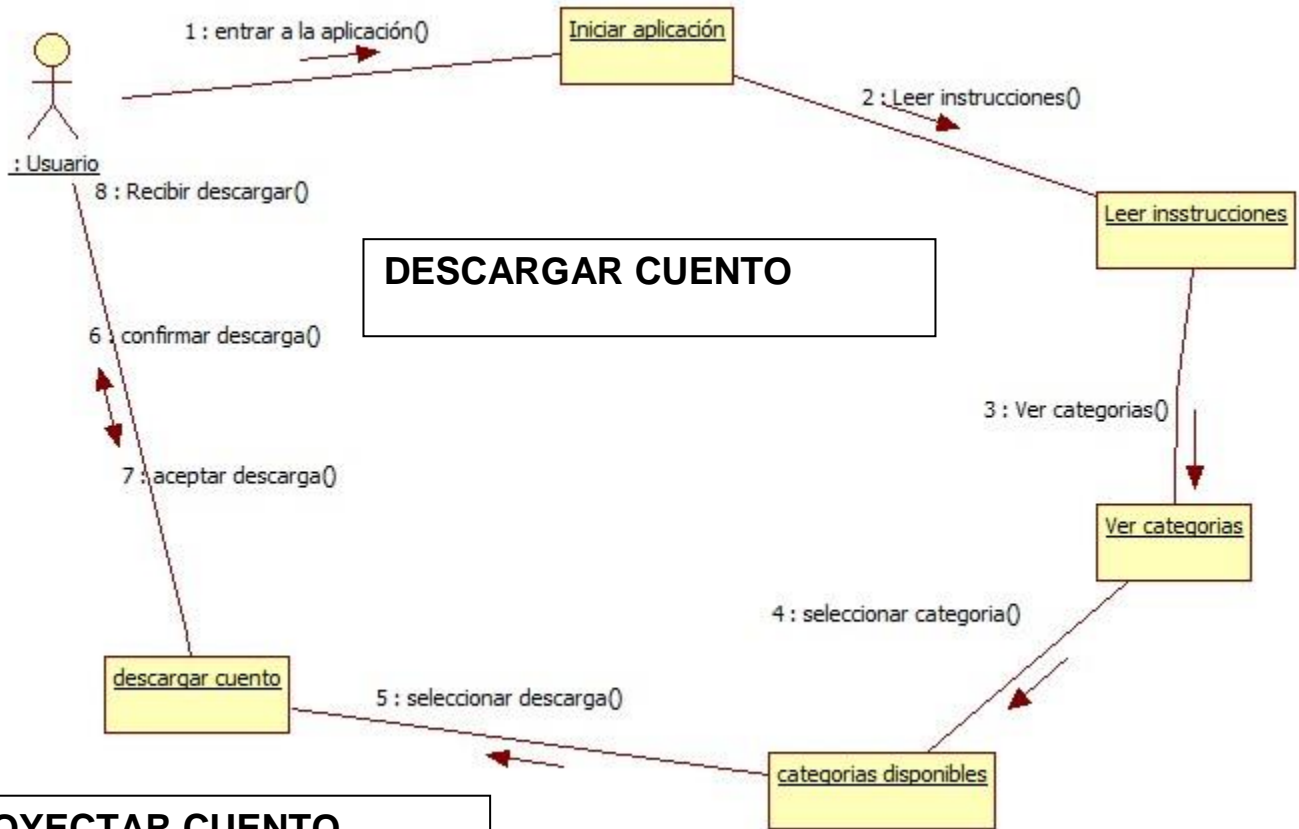 1 : entrar a la aplicación()
Iniciar aplicación
2 : Leer instrucciones()
: Usuario
8 : Recibir descargar()
Leer insstrucciones
DESCARGAR CUENTO
6 : confirmar descarga()
3 : Ver categorias()
7 : aceptar descarga()
Ver categorias
4 : seleccionar categoria()
descargar cuento
5 : seleccionar descarga()
categorias disponibles
OYECTAR CUENTO